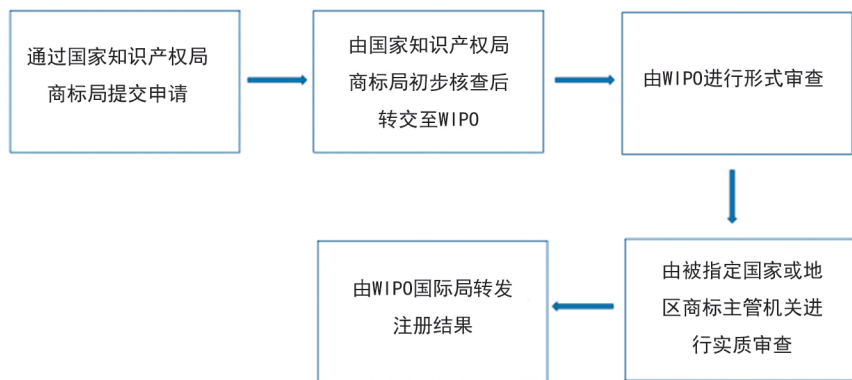 通过国家知识产权局
商标局提交申请
由国家知识产权局
商标局初步核查后
转交至WIPO
由WIPO进行形式审查
由被指定国家或地
区商标主管机关进
行实质审查
由WIPO国际局转发
注册结果